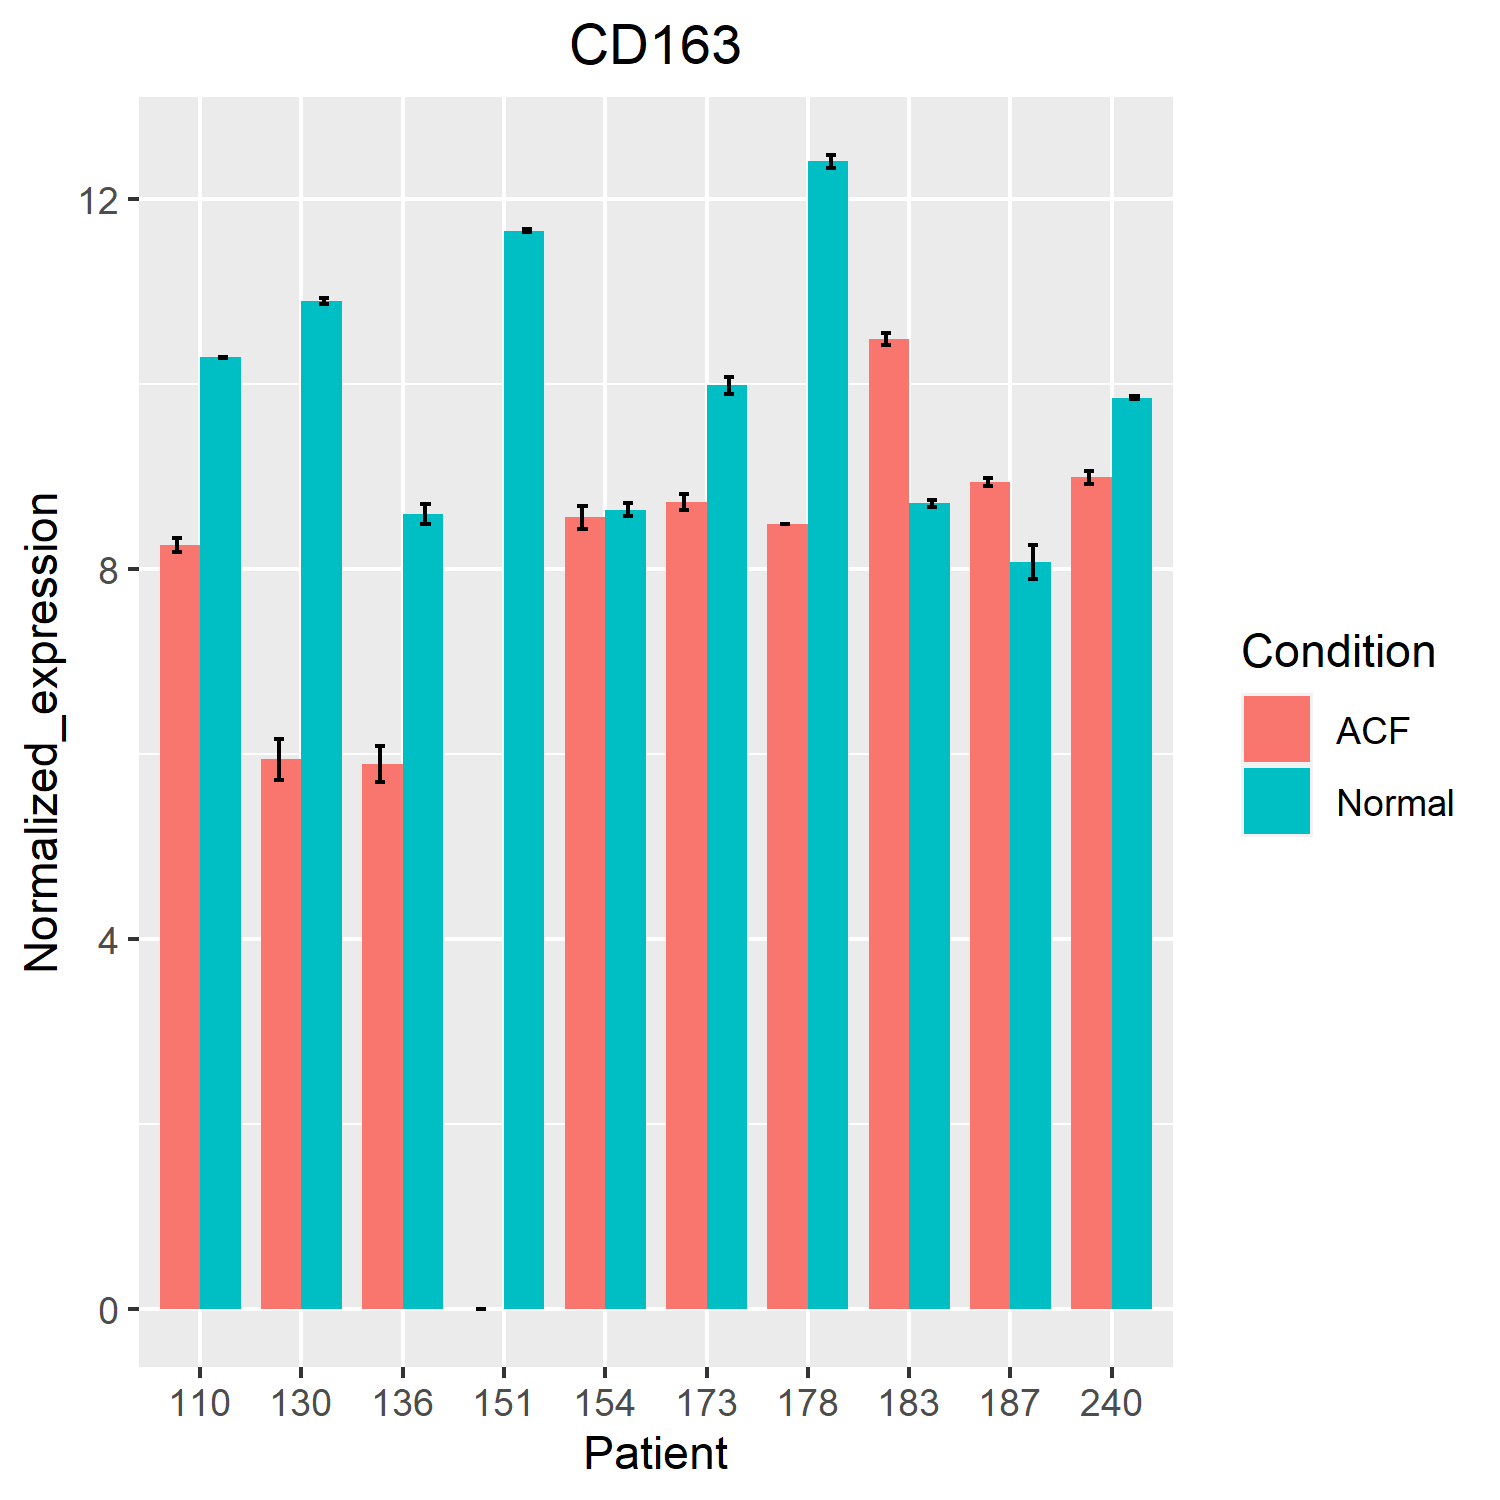 CD163
12
8
4
0
Normalized_expression
110 130 136 151 154 173 178 183 187 240
Patient
Condition
ACF
Normal